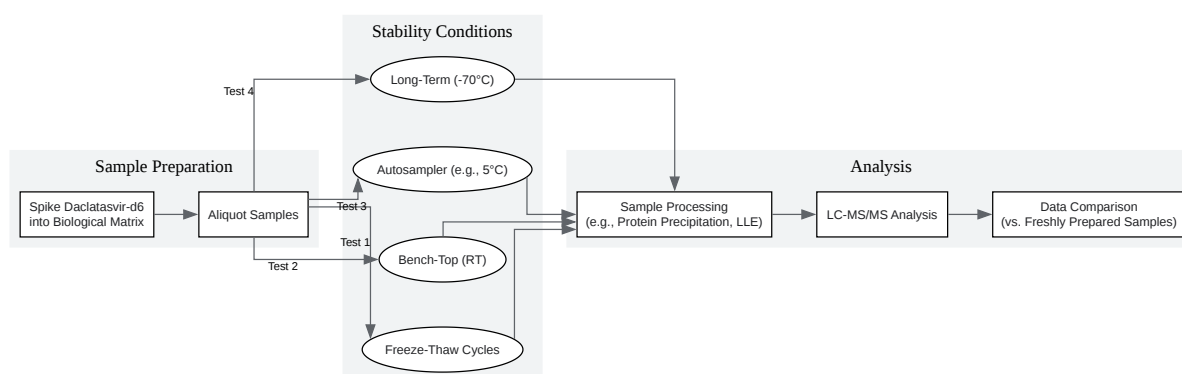 Stability Conditions
Long-Term (-70°C)
Test 4
Sample Preparation
Spike Daclatasvir-d6
into Biological Matrix
Aliquot Samples
Autosampler (e.g., 5°C)
Test 3
Test 1
Bench-Top (RT)
Test 2
Freeze-Thaw Cycles
Analysis
Sample Processing
(e.g., Protein Precipitation, LLE)
LC-MS/MS Analysis
Data Comparison
(vs. Freshly Prepared Samples)